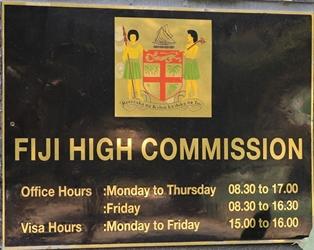 FIJI HIGH COMMISSION
Office Hours :Monday to Thursday 08.30 to 17.00
:Friday 08.30 to 16.30
Visa Hours :Monday to Friday 15.00 to 16.00